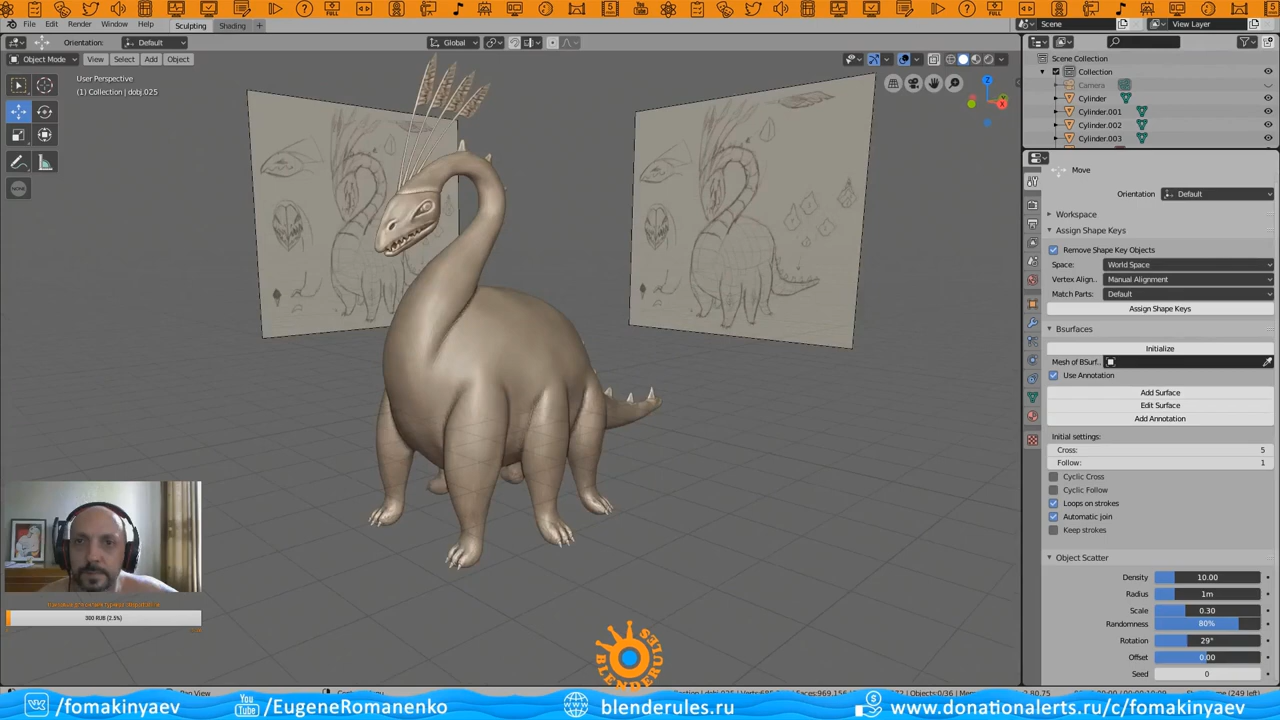 File Edit Render Window Help Sculpting Shading +
Scene View Layer
Orientation: Default Global
Object Mode View Select Add Object
User Perspective
(1) Collection | dobj.025
Scene Collection
Collection
Camera
Cylinder
Cylinder.001
Cylinder.002
Cylinder.003
Move
Orientation Default
Workspace
Assign Shape Keys
Remove Shape Key Objects
Space: World Space
Vertex Align.. Manual Alignment
Match Parts: Default
Assign Shape Keys
Bsurfaces
Initialize
Mesh of BSurf..
Use Annotation
Add Surface
Edit Surface
Add Annotation
Initial settings:
Cross: 5
Follow: 1
Cyclic Cross
Cyclic Follow
Loops on strokes
Automatic join
Keep strokes
Object Scatter
Density 10.00
Radius 1m
Scale 0.30
Randomness 80%
Rotation 29°
Offset 0.00
Seed 0
300 RUB (2.5%)
BLENDERULES
/fomakinyaev
You Tube /EugeneRomanenko
blenderules.ru
www.donationalerts.ru/c/fomakinyaev